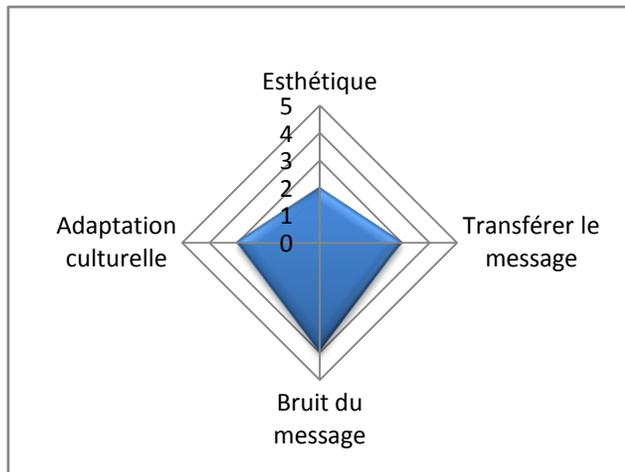 Esthétique
5
4
3
2
1
0
Transférer le
message
Bruit du
message
Adaptation
culturelle